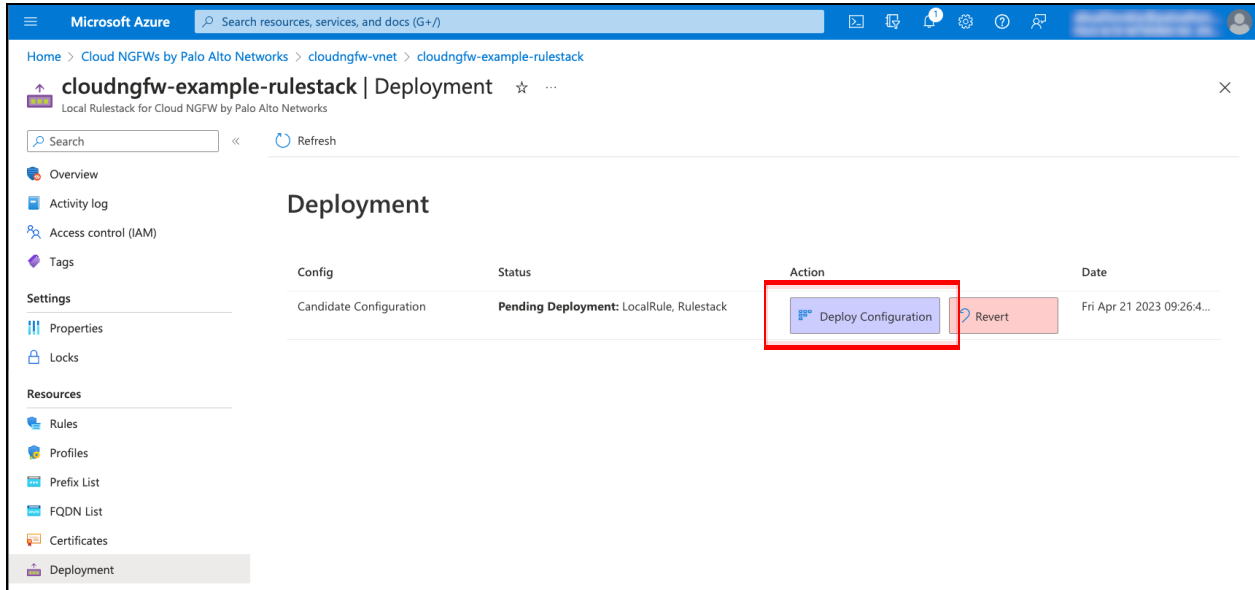 Microsoft Azure
Search resources, services, and docs (G+/)
1
Home > Cloud NGFWs by Palo Alto Networks > cloudngfw-vnet > cloudngfw-example-rulestack
cloudngfw-example-rulestack | Deployment
Local Rulestack for Cloud NGFW by Palo Alto Networks
Search
Refresh
Overview
Activity log
Access control (IAM)
Tags
Settings
Properties
Locks
Resources
Rules
Profiles
Prefix List
FQDN List
Certificates
Deployment
Deployment
Config Status Action Date
Candidate Configuration Pending Deployment: LocalRule, Rulestack Deploy Configuration Revert Fri Apr 21 2023 09:26:4...